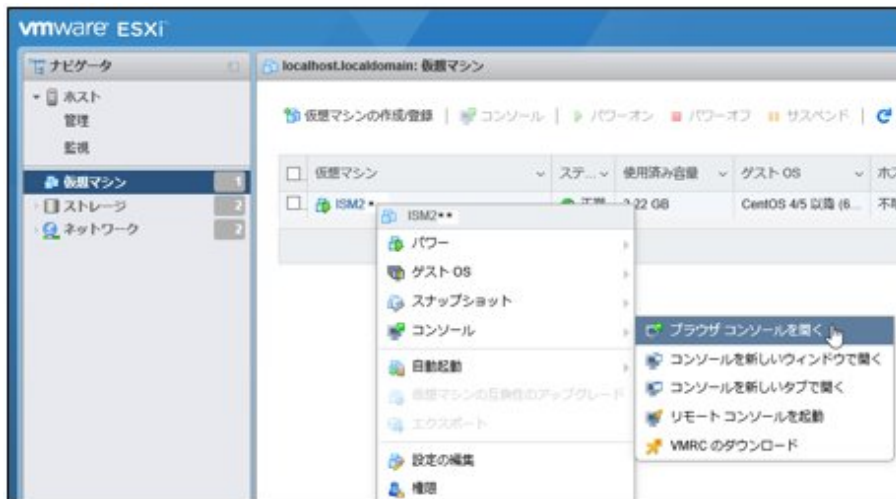 vmware ESXi
ナビゲータ
localhost.localdomain: 仮想マシン
ホスト
管理
監視
仮想マシン 1
ストレージ 2
ネットワーク 2
仮想マシンの作成/登録 | コンソール | パワーオン パワーオフ サスペンド
仮想マシン ステ... 使用済み容量 ゲスト OS
ISM2 正常 22 GB CentOS 4/5 以降 (6...
ISM2**
パワー
ゲスト OS
スナップショット
コンソール
自動起動
仮想マシンの互換性のアップグレード
エクスポート
設定の編集
権限
ブラウザ コンソールを開く
コンソールを新しいウィンドウで開く
コンソールを新しいタブで開く
リモート コンソールを起動
VMRC のダウンロード